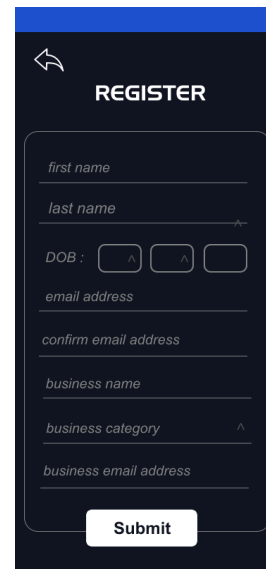 REGISTER
first name
last name
DOB :
email address
confirm email address
business name
business category
business email address
Submit